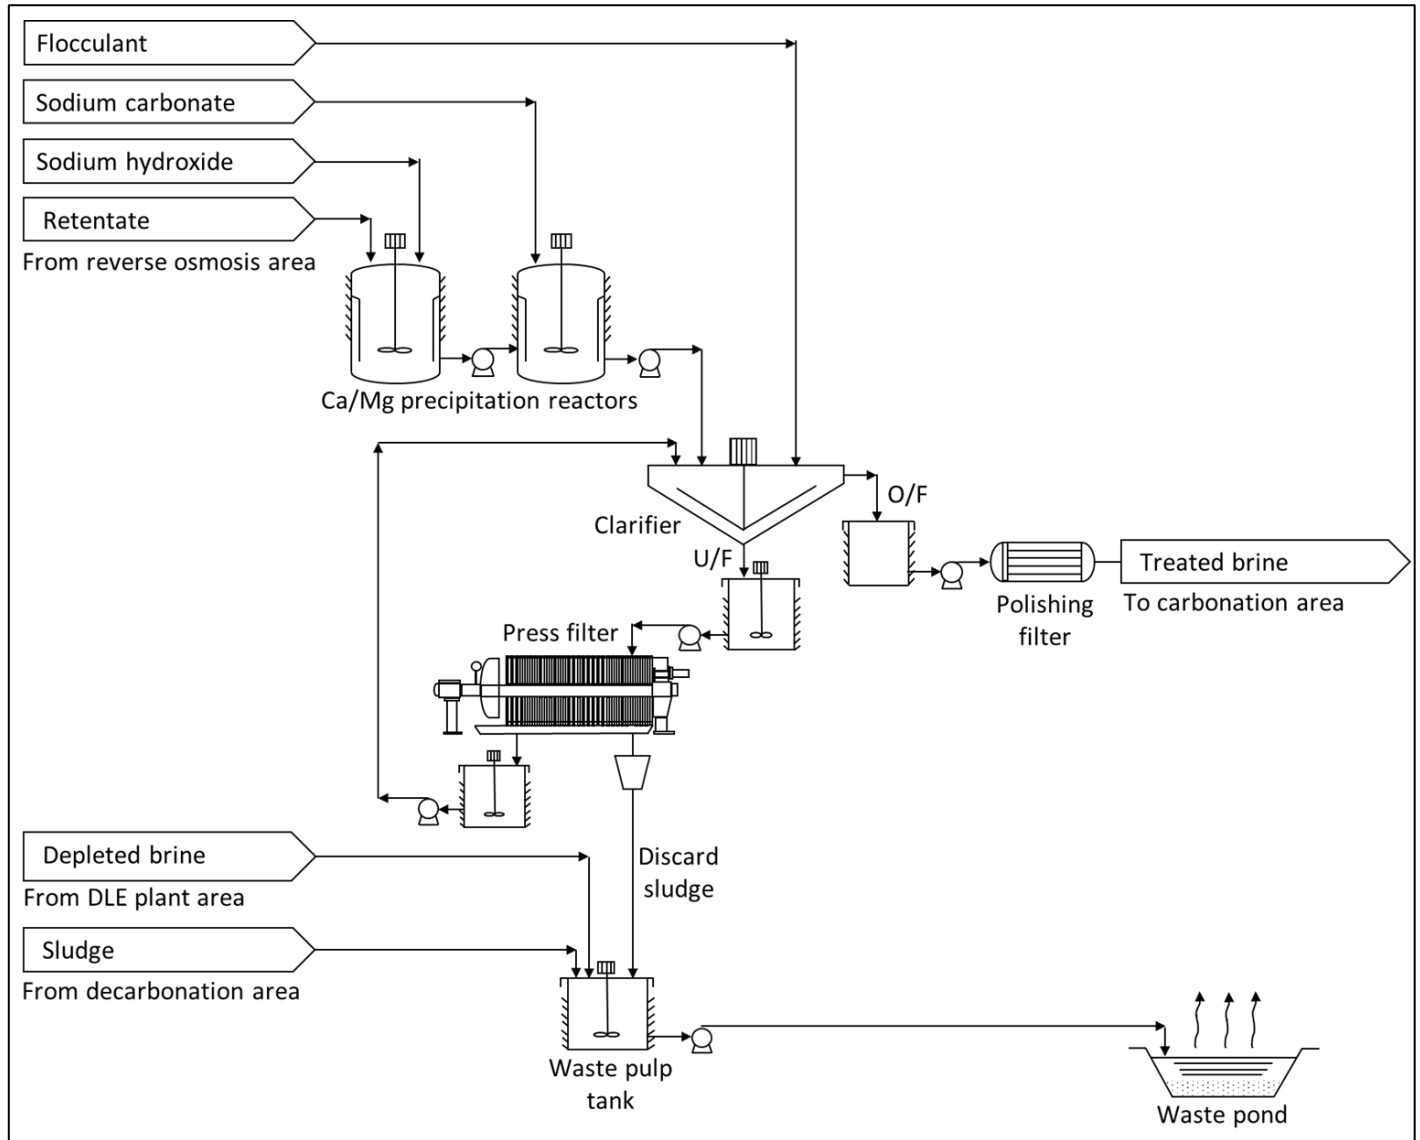 Flocculant
Sodium carbonate
Sodium hydroxide
Retentate
From reverse osmosis area
Ca/Mg precipitation reactors
O/F
Clarifier
U/F
Treated brine
To carbonation area
Polishing
filter
Press filter
Depleted brine
From DLE plant area
Discard
sludge
Sludge
From decarbonation area
Waste pulp
tank
Waste pond